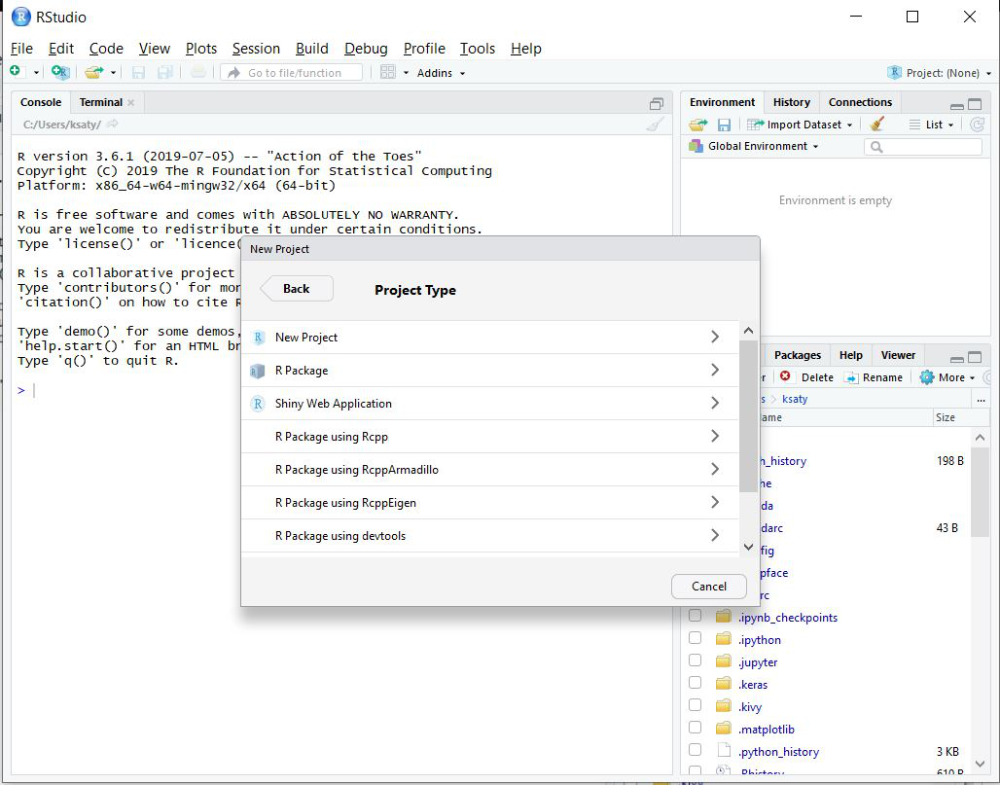 RStudio
File Edit Code View Plots Session Build Debug Profile Tools Help
Go to file/function Addins Project: (None)
Console Terminal
C:/Users/ksaty/
R version 3.6.1 (2019-07-05) -- "Action of the Toes"
Copyright (C) 2019 The R Foundation for Statistical Computing
Platform: x86_64-w64-mingw32/x64 (64-bit)
R is free software and comes with ABSOLUTELY NO WARRANTY.
You are welcome to redistribute it under certain conditions.
Type 'license()' or 'licence(
R is a collaborative project
Type 'contributors()' for mor
'citation()' on how to cite R
Type 'demo()' for some demos,
'help.start()' for an HTML br
Type 'q()' to quit R.
>
New Project
Back
Project Type
New Project
R Package
Shiny Web Application
R Package using Rcpp
R Package using RcppArmadillo
R Package using RcppEigen
R Package using devtools
Cancel
Environment History Connections
Import Dataset List
Global Environment
Environment is empty
Packages Help Viewer
Delete Rename More
ksaty ...
ame Size
h_history 198 B
he
da
darc 43 B
fig
pface
rc
.ipynb_checkpoints
.ipython
.jupyter
.keras
.kivy
.matplotlib
.python_history 3 KB
.Rhistory 610 B